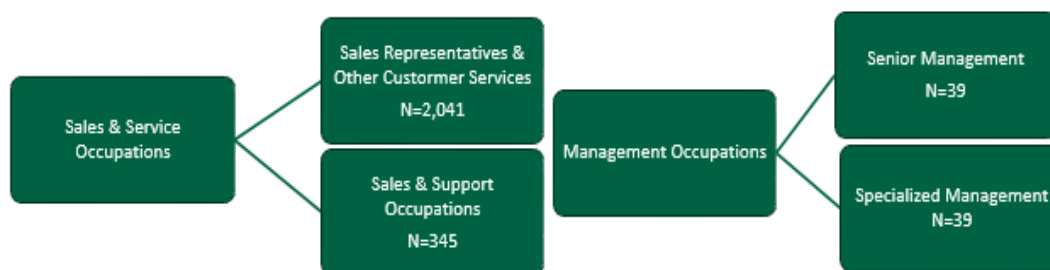 Sales & Service
Occupations
Sales Representatives &
Other Custormer Services
N=2,041
Sales & Support
Occupations
N=345
Management Occupations
Senior Management
N=39
Specialized Management
N=39